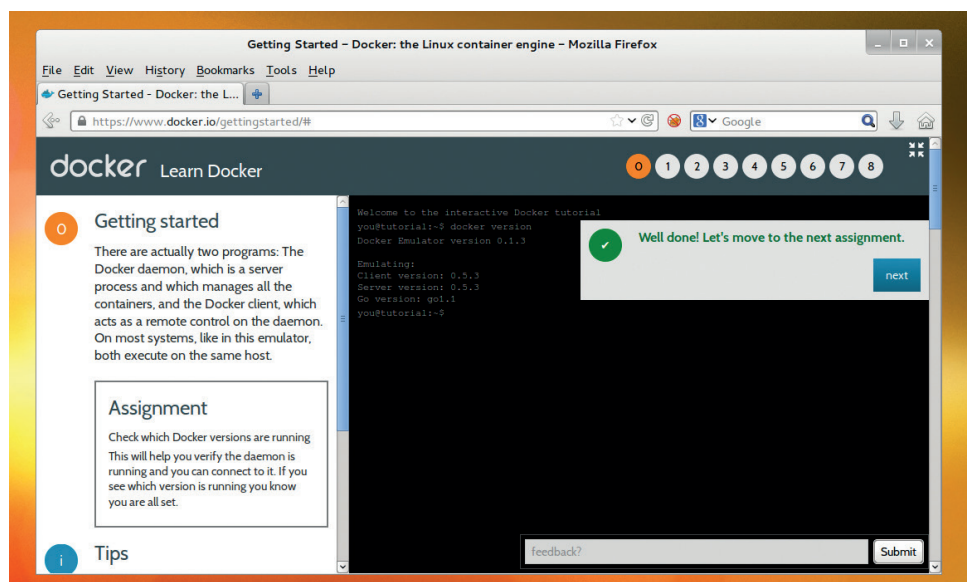 Getting Started – Docker: the Linux container engine – Mozilla Firefox
File Edit View History Bookmarks Tools Help
Getting Started - Docker: the L...
https://www.docker.io/gettingstarted/#
Google
docker Learn Docker
0 1 2 3 4 5 6 7 8
0
Getting started
There are actually two programs: The
Docker daemon, which is a server
process and which manages all the
containers, and the Docker client, which
acts as a remote control on the daemon.
On most systems, like in this emulator,
both execute on the same host.
Assignment
Check which Docker versions are running
This will help you verify the daemon is
running and you can connect to it. If you
see which version is running you know
you are all set.
i
Tips
Welcome to the interactive Docker tutorial
you@tutorial:~$ docker version
Docker Emulator version 0.1.3
Emulating:
Client version: 0.5.3
Server version: 0.5.3
Go version: go1.1
you@tutorial:~$
Well done! Let's move to the next assignment.
next
feedback?
Submit